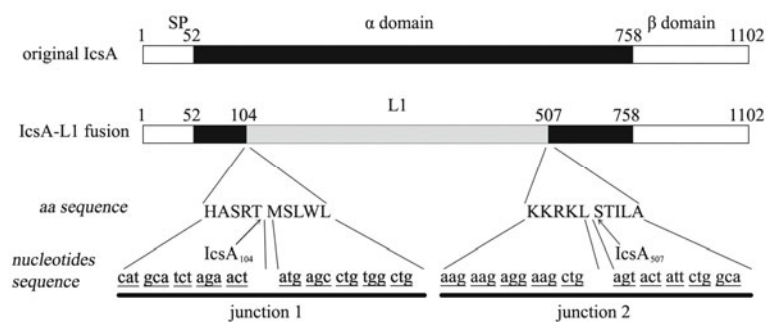 SP α domain β domain
1 52 758 1102
original IcsA
L1
1 52 104 507 758 1102
IcsA-L1 fusion
aa sequence HASRT MSLWL KKRKL STILA
IcsA104 IcsA507
nucleotides
sequence
cat gca tct aga act atg agc ctg tgg ctg aag aag agg aag ctg agt act att ctg gca
junction 1 junction 2